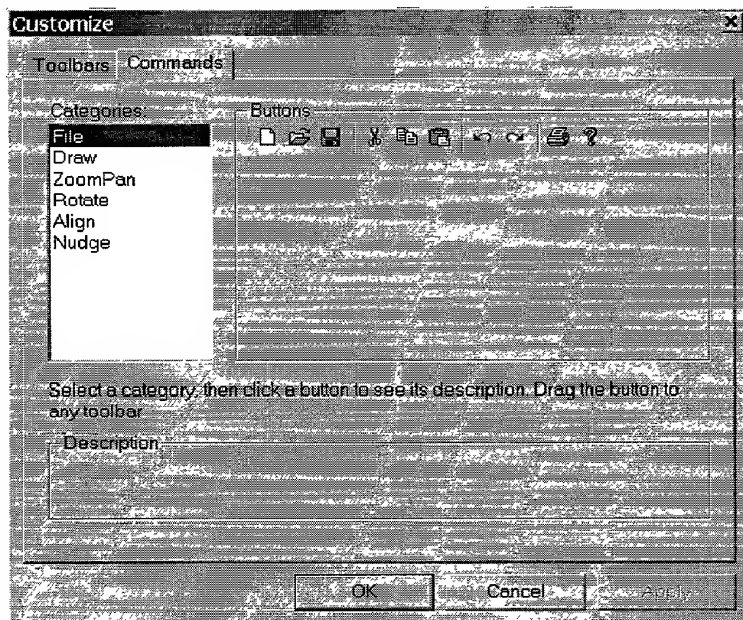 Customize
Toolbars Commands
Categories:
Buttons
File
Draw
ZoomPan
Rotate
Align
Nudge
Select a category, then click a button to see its description. Drag the button to
any toolbar
Description
OK Cancel Apply